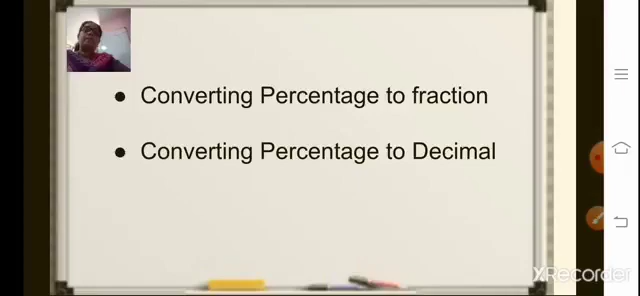 ● Converting Percentage to fraction
● Converting Percentage to Decimal
XRecorder